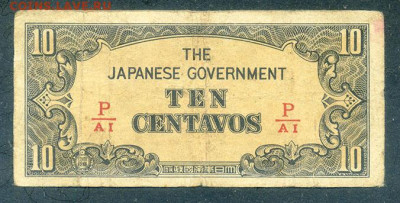 10 10
THE
JAPANESE GOVERNMENT
P TEN P
AI CENTAVOS AI
10 10